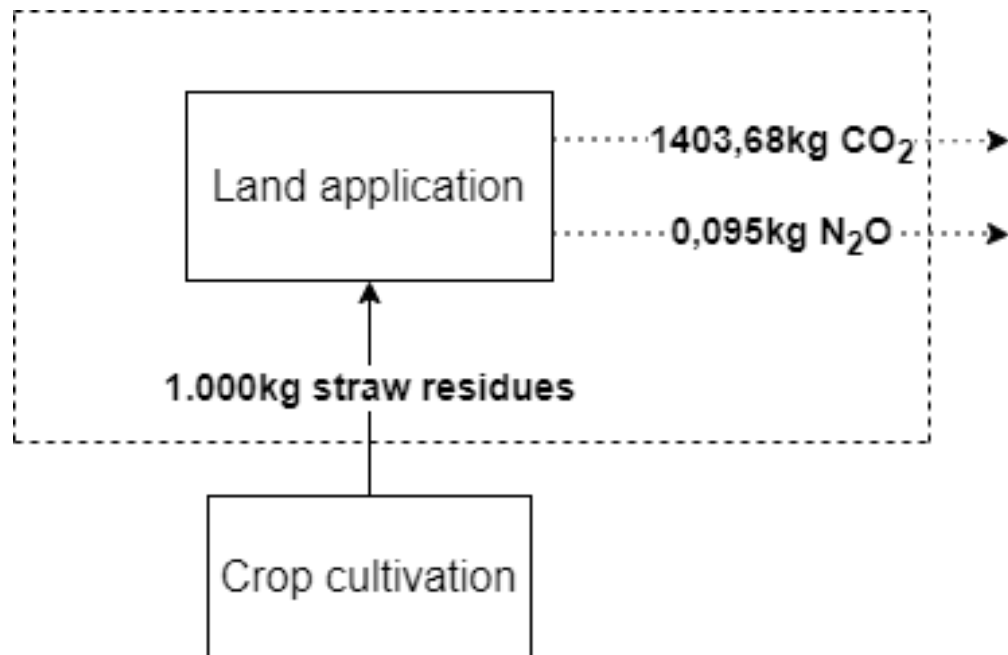 Land application
1403,68kg CO₂
0,095kg N₂O
1.000kg straw residues
Crop cultivation